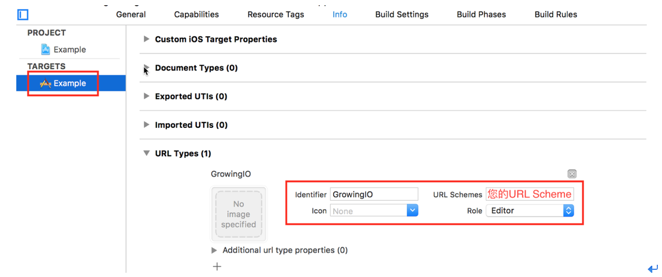 General Capabilities Resource Tags Info Build Settings Build Phases Build Rules
PROJECT
Example
TARGETS
Example
Custom iOS Target Properties
Document Types (0)
Exported UTIs (0)
Imported UTIs (0)
URL Types (1)
GrowingIO
No
image
specified
Identifier GrowingIO URL Schemes 您的URL Scheme
Icon None Role Editor
Additional url type properties (0)